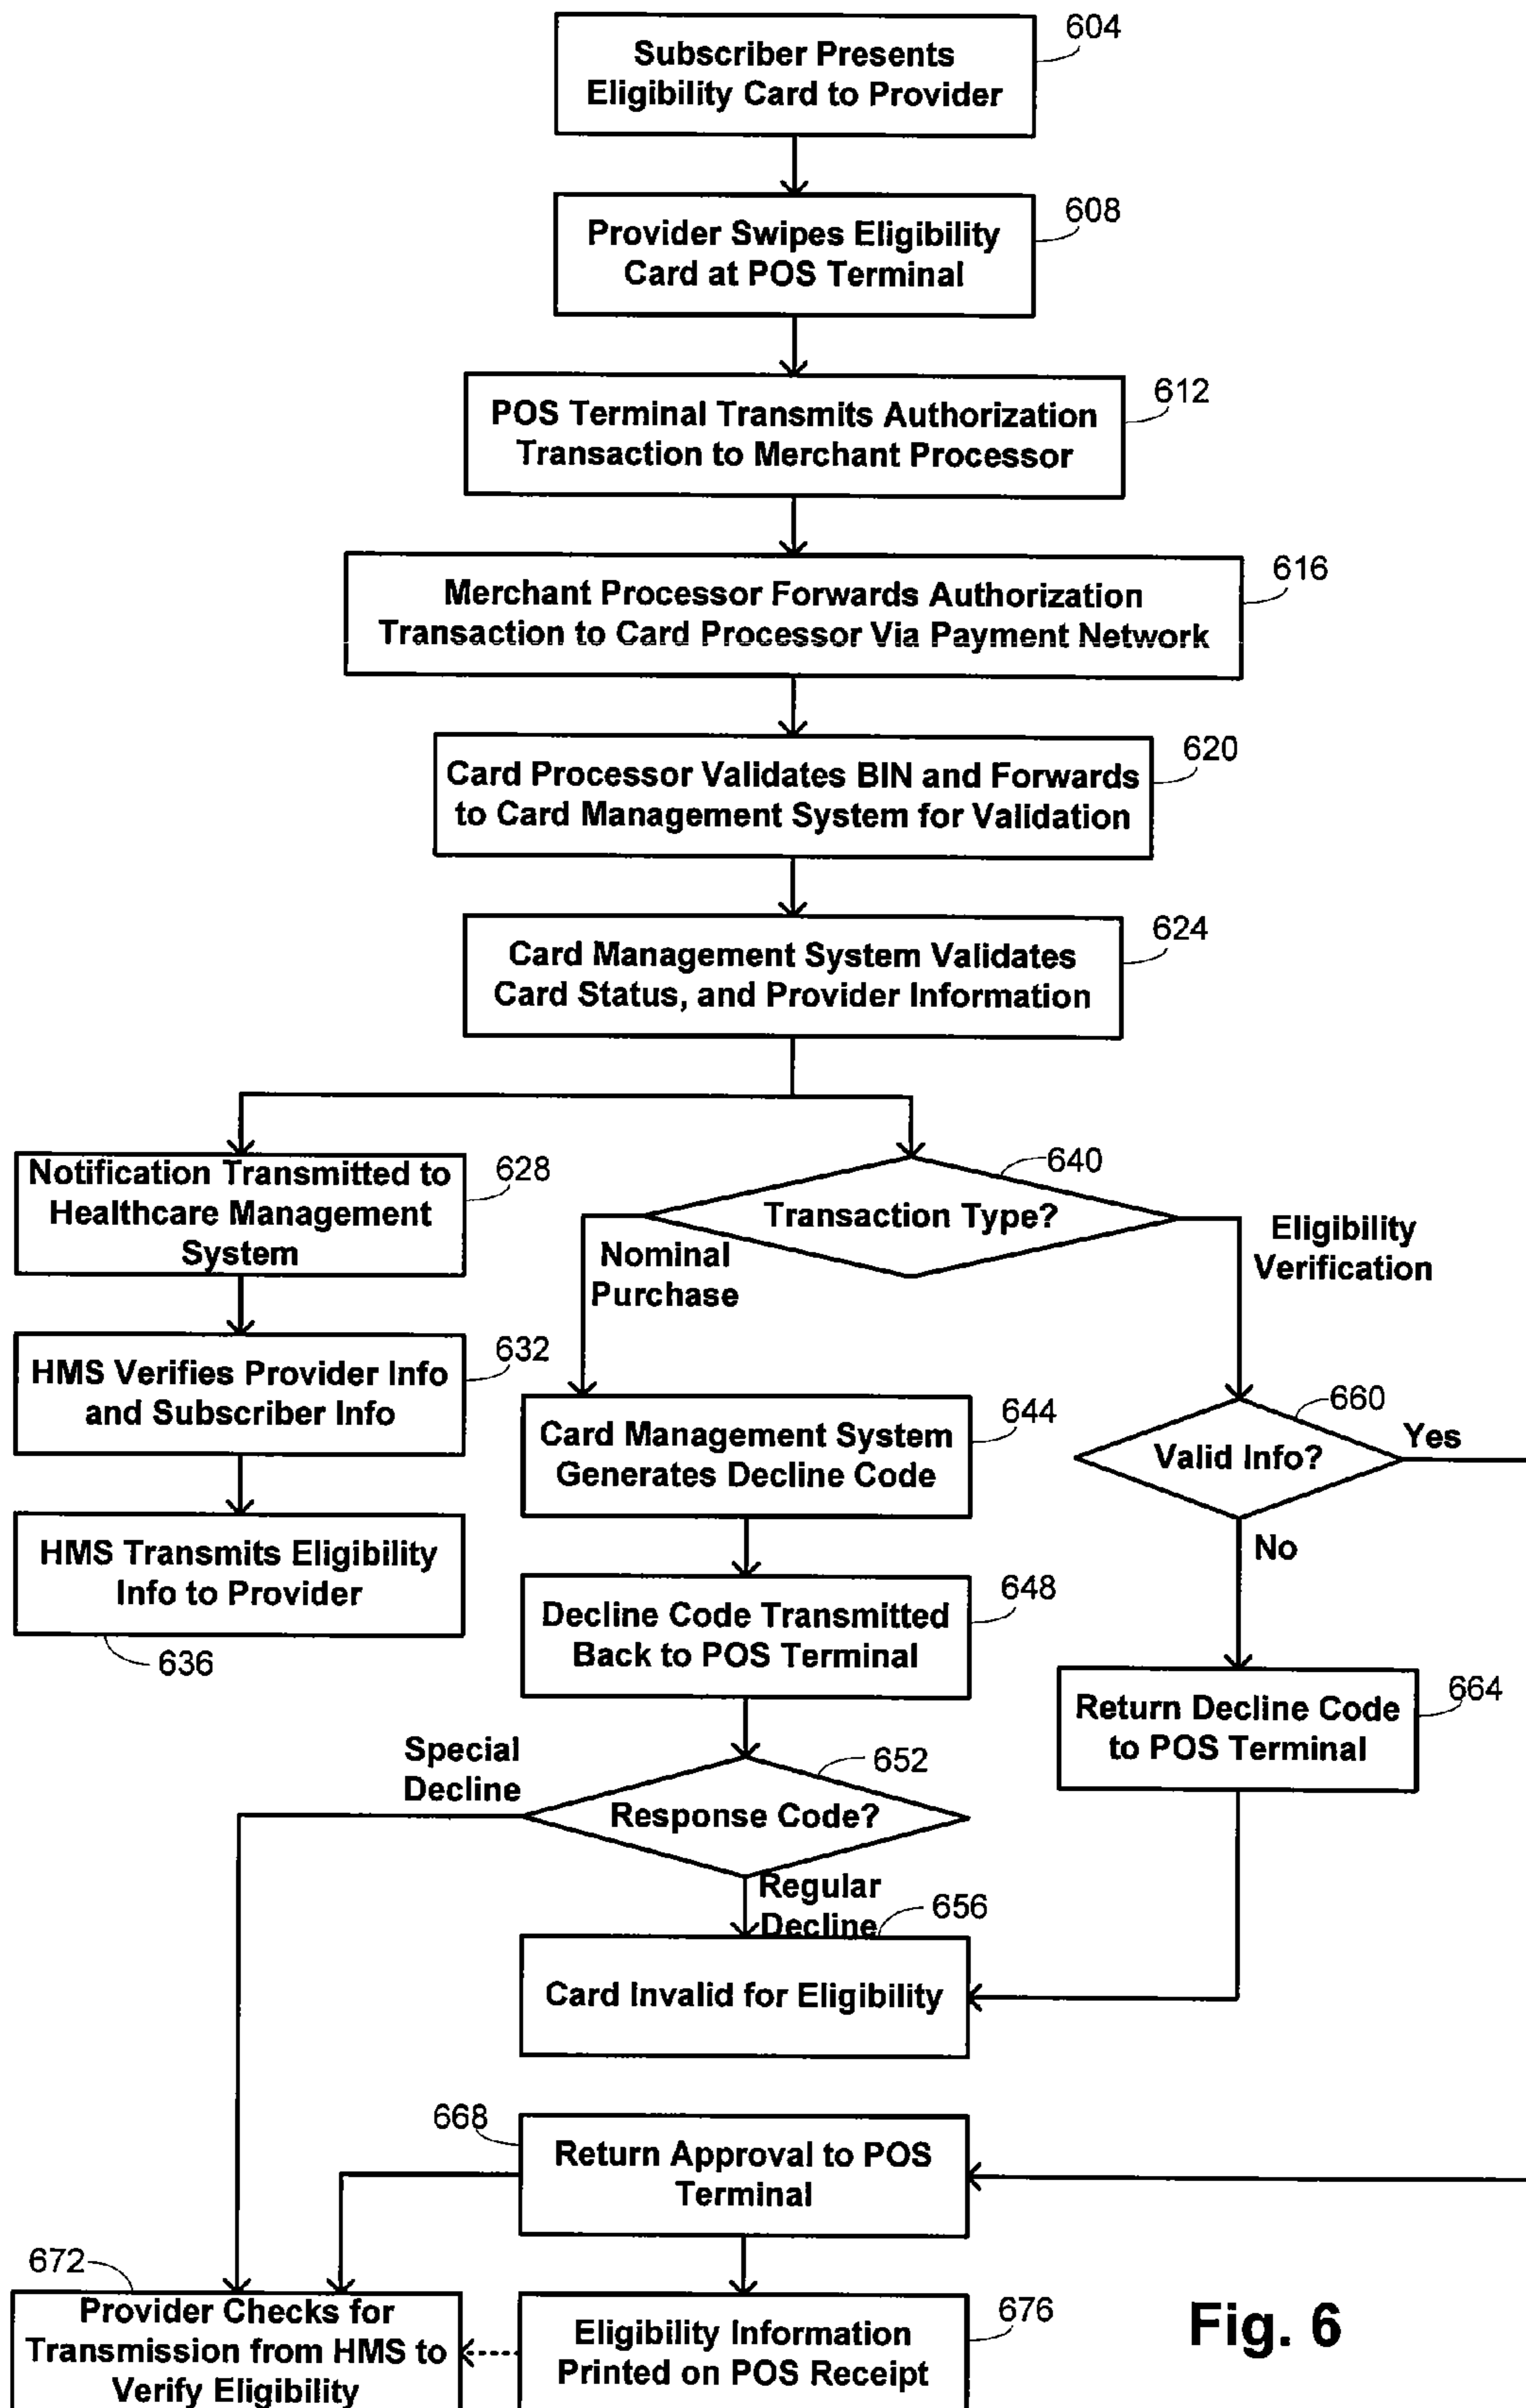 604
Subscriber Presents
Eligibility Card to Provider
608
Provider Swipes Eligibility
Card at POS Terminal
612
POS Terminal Transmits Authorization
Transaction to Merchant Processor
616
Merchant Processor Forwards Authorization
Transaction to Card Processor Via Payment Network
620
Card Processor Validates BIN and Forwards
to Card Management System for Validation
624
Card Management System Validates
Card Status, and Provider Information
628
Notification Transmitted to
Healthcare Management
System
632
HMS Verifies Provider Info
and Subscriber Info
HMS Transmits Eligibility
Info to Provider
636
640
Transaction Type?
Nominal
Purchase
Eligibility
Verification
644
Card Management System
Generates Decline Code
648
Decline Code Transmitted
Back to POS Terminal
652
Response Code?
Special
Decline
Regular
Decline
656
Card Invalid for Eligibility
660
Valid Info?
Yes
No
664
Return Decline Code
to POS Terminal
668
Return Approval to POS
Terminal
672
Provider Checks for
Transmission from HMS to
Verify Eligibility
676
Eligibility Information
Printed on POS Receipt
Fig. 6